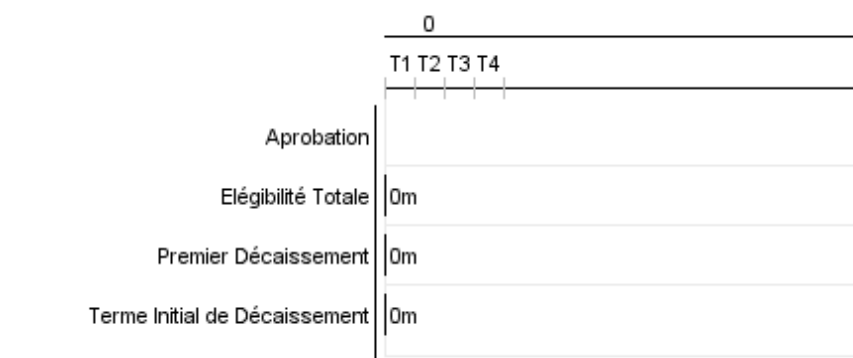 0
T1 T2 T3 T4
Aprobation
Elégibilité Totale 0m
Premier Décaissement 0m
Terme Initial de Décaissement 0m